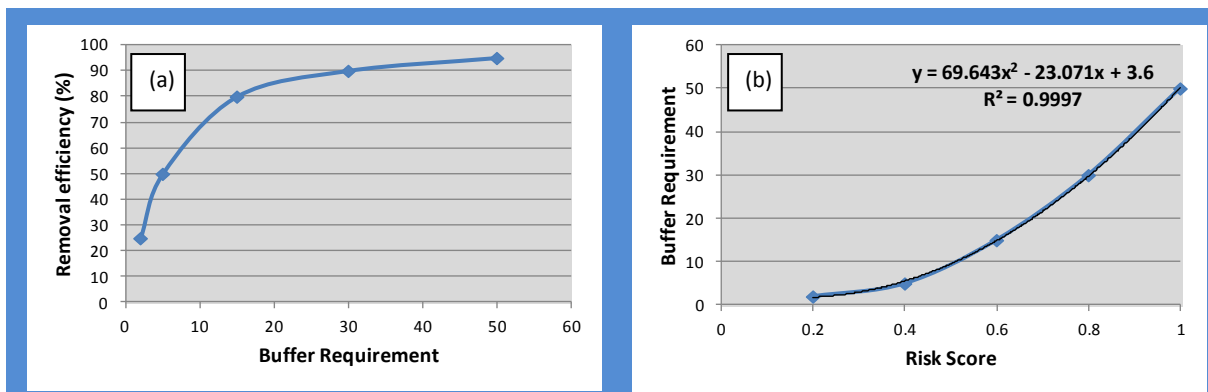 (a)
Removal efficiency (%)
100
90
80
70
60
50
40
30
20
10
0
0 10 20 30 40 50 60
Buffer Requirement
(b)
y = 69.643x² - 23.071x + 3.6
R² = 0.9997
Buffer Requirement
60
50
40
30
20
10
0
0 0.2 0.4 0.6 0.8 1
Risk Score